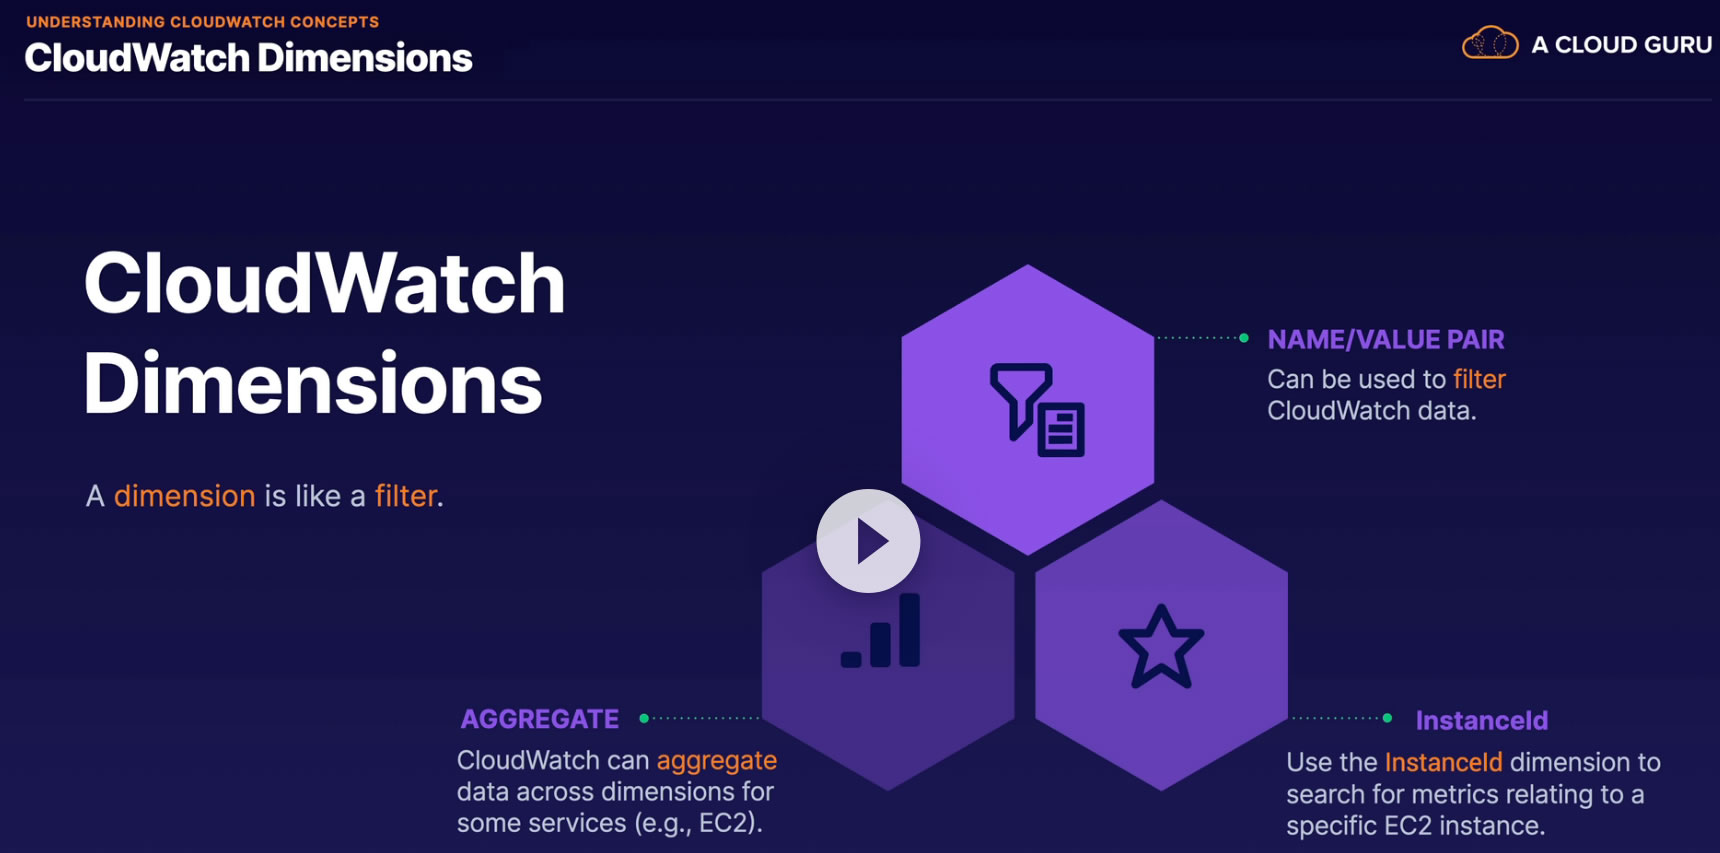 UNDERSTANDING CLOUDWATCH CONCEPTS
CloudWatch Dimensions
A CLOUD GURU
CloudWatch
Dimensions
A dimension is like a filter.
NAME/VALUE PAIR
Can be used to filter
CloudWatch data.
AGGREGATE
CloudWatch can aggregate
data across dimensions for
some services (e.g., EC2).
InstanceId
Use the InstanceId dimension to
search for metrics relating to a
specific EC2 instance.